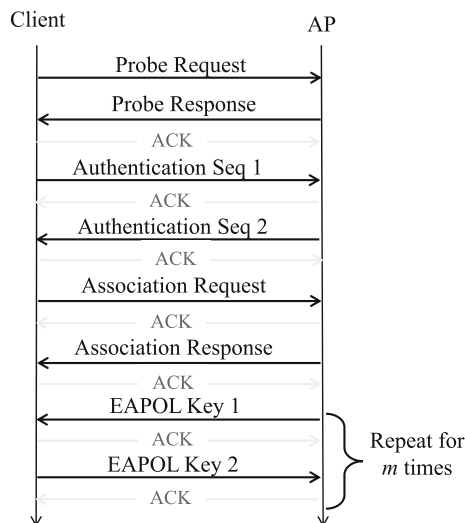 Client
AP
Probe Request
Probe Response
ACK
Authentication Seq 1
ACK
Authentication Seq 2
ACK
Association Request
ACK
Association Response
ACK
EAPOL Key 1
ACK
EAPOL Key 2
ACK
Repeat for
m times